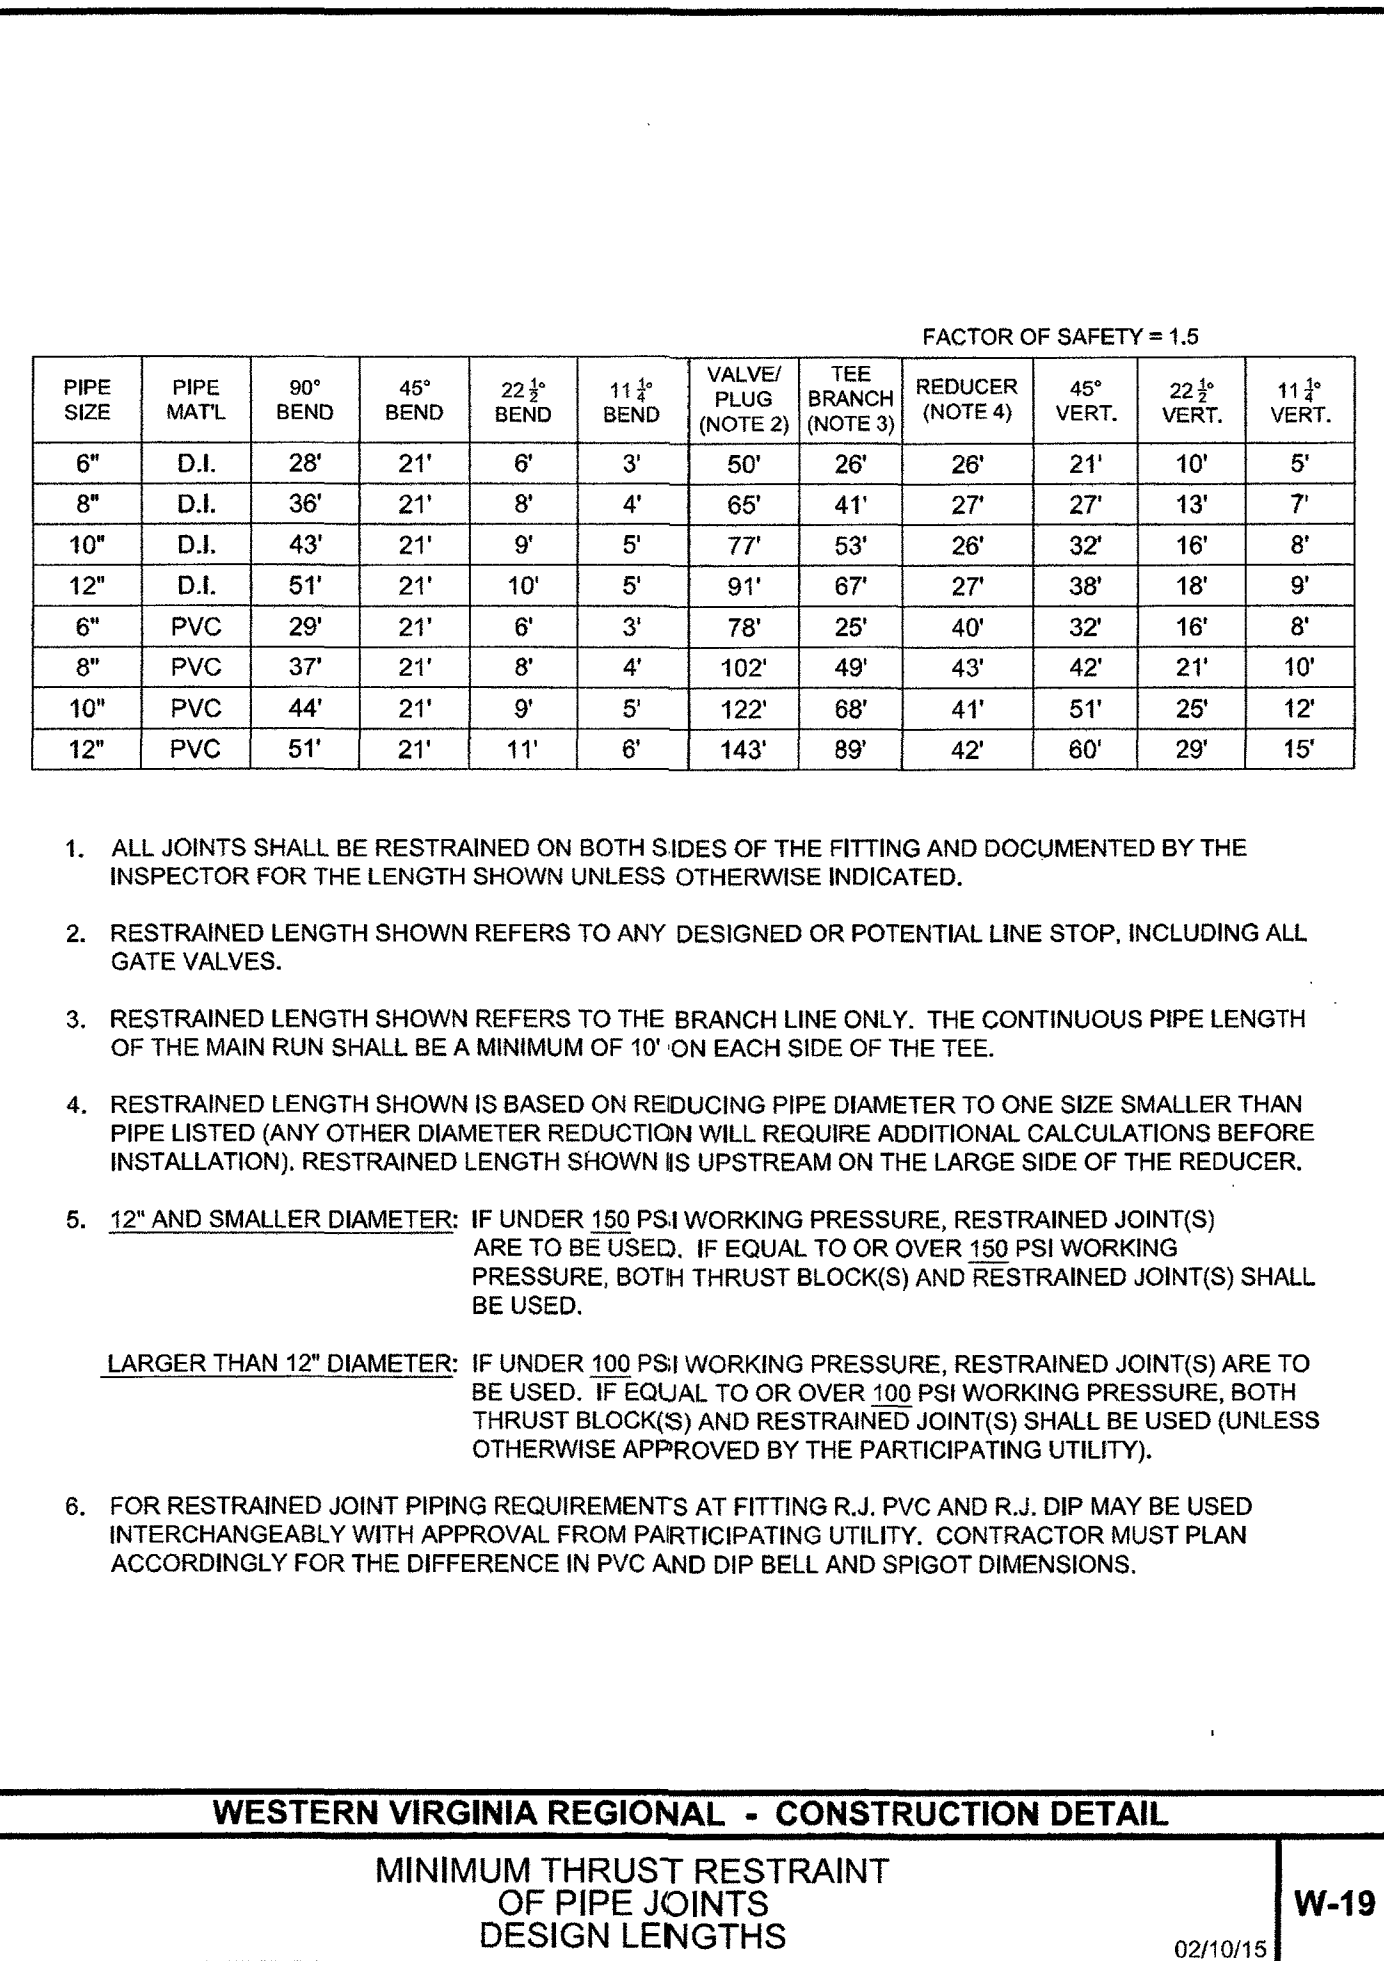 FACTOR OF SAFETY = 1.5
PIPE SIZE | PIPE MAT'L | 90° BEND | 45° BEND | 22 1/2° BEND | 11 1/4° BEND | VALVE/ PLUG (NOTE 2) | TEE BRANCH (NOTE 3) | REDUCER (NOTE 4) | 45° VERT. | 22 1/2° VERT. | 11 1/4° VERT.
6" | D.I. | 28' | 21' | 6' | 3' | 50' | 26' | 26' | 21' | 10' | 5'
8" | D.I. | 36' | 21' | 8' | 4' | 65' | 41' | 27' | 27' | 13' | 7'
10" | D.I. | 43' | 21' | 9' | 5' | 77' | 53' | 26' | 32' | 16' | 8'
12" | D.I. | 51' | 21' | 10' | 5' | 91' | 67' | 27' | 38' | 18' | 9'
6" | PVC | 29' | 21' | 6' | 3' | 78' | 25' | 40' | 32' | 16' | 8'
8" | PVC | 37' | 21' | 8' | 4' | 102' | 49' | 43' | 42' | 21' | 10'
10" | PVC | 44' | 21' | 9' | 5' | 122' | 68' | 41' | 51' | 25' | 12'
12" | PVC | 51' | 21' | 11' | 6' | 143' | 89' | 42' | 60' | 29' | 15'
1. ALL JOINTS SHALL BE RESTRAINED ON BOTH SIDES OF THE FITTING AND DOCUMENTED BY THE
INSPECTOR FOR THE LENGTH SHOWN UNLESS OTHERWISE INDICATED.
2. RESTRAINED LENGTH SHOWN REFERS TO ANY DESIGNED OR POTENTIAL LINE STOP, INCLUDING ALL
GATE VALVES.
3. RESTRAINED LENGTH SHOWN REFERS TO THE BRANCH LINE ONLY. THE CONTINUOUS PIPE LENGTH
OF THE MAIN RUN SHALL BE A MINIMUM OF 10' ON EACH SIDE OF THE TEE.
4. RESTRAINED LENGTH SHOWN IS BASED ON REDUCING PIPE DIAMETER TO ONE SIZE SMALLER THAN
PIPE LISTED (ANY OTHER DIAMETER REDUCTION WILL REQUIRE ADDITIONAL CALCULATIONS BEFORE
INSTALLATION). RESTRAINED LENGTH SHOWN IS UPSTREAM ON THE LARGE SIDE OF THE REDUCER.
5. 12" AND SMALLER DIAMETER: IF UNDER 150 PSI WORKING PRESSURE, RESTRAINED JOINT(S)
ARE TO BE USED. IF EQUAL TO OR OVER 150 PSI WORKING
PRESSURE, BOTH THRUST BLOCK(S) AND RESTRAINED JOINT(S) SHALL
BE USED.
LARGER THAN 12" DIAMETER: IF UNDER 100 PSI WORKING PRESSURE, RESTRAINED JOINT(S) ARE TO
BE USED. IF EQUAL TO OR OVER 100 PSI WORKING PRESSURE, BOTH
THRUST BLOCK(S) AND RESTRAINED JOINT(S) SHALL BE USED (UNLESS
OTHERWISE APPROVED BY THE PARTICIPATING UTILITY).
6. FOR RESTRAINED JOINT PIPING REQUIREMENTS AT FITTING R.J. PVC AND R.J. DIP MAY BE USED
INTERCHANGEABLY WITH APPROVAL FROM PARTICIPATING UTILITY. CONTRACTOR MUST PLAN
ACCORDINGLY FOR THE DIFFERENCE IN PVC AND DIP BELL AND SPIGOT DIMENSIONS.
WESTERN VIRGINIA REGIONAL - CONSTRUCTION DETAIL
MINIMUM THRUST RESTRAINT
OF PIPE JOINTS
DESIGN LENGTHS
W-19
02/10/15